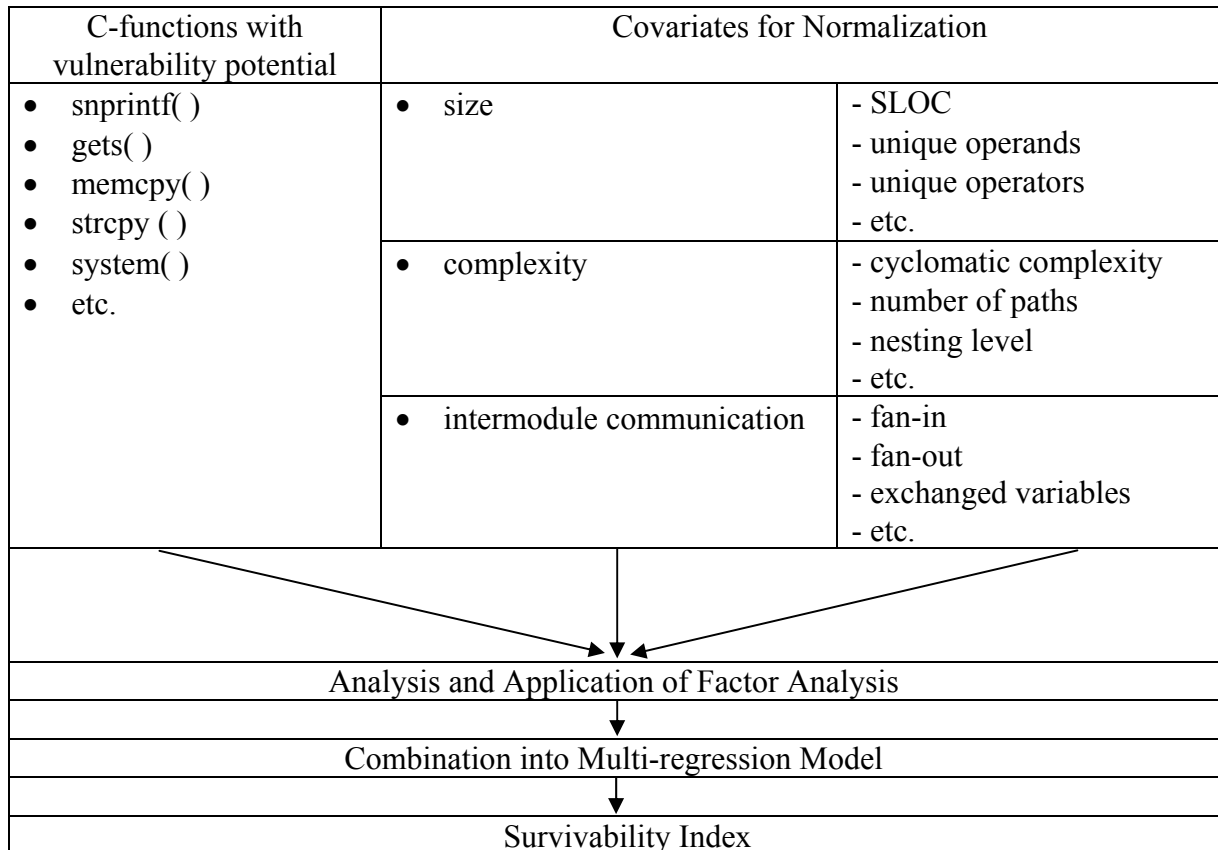 C-functions with
vulnerability potential
Covariates for Normalization
• snprintf( )
• gets( )
• memcpy( )
• strcpy ( )
• system( )
• etc.
• size
- SLOC
- unique operands
- unique operators
- etc.
• complexity
- cyclomatic complexity
- number of paths
- nesting level
- etc.
• intermodule communication
- fan-in
- fan-out
- exchanged variables
- etc.
Analysis and Application of Factor Analysis
Combination into Multi-regression Model
Survivability Index